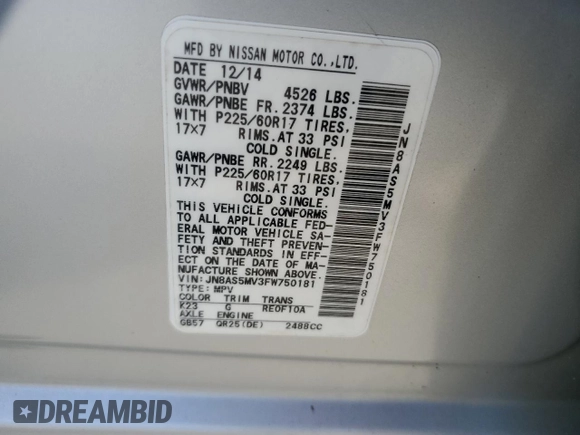 MFD BY NISSAN MOTOR CO.,LTD.
DATE 12/14
GVWR/PNBV 4526 LBS.
GAWR/PNBE FR. 2374 LBS.
WITH P225/60R17 TIRES.
17×7 RIMS.AT 33 PSI
COLD SINGLE.
GAWR/PNBE RR. 2249 LBS.
WITH P225/60R17 TIRES.
17×7 RIMS.AT 33 PSI
COLD SINGLE.
THIS VEHICLE CONFORMS
TO ALL APPLICABLE FED-
ERAL MOTOR VEHICLE SA-
FETY AND THEFT PREVEN-
TION STANDARDS IN EFF-
ECT ON THE DATE OF MA-
NUFACTURE SHOWN ABOVE.
VIN: JN8AS5MV3FW750181
TYPE: MPV
COLOR TRIM TRANS
K23 G RE0F10A
AXLE ENGINE
GB57 QR25(DE) 2488CC
JN8AS5MV3FW750181
DREAMBID